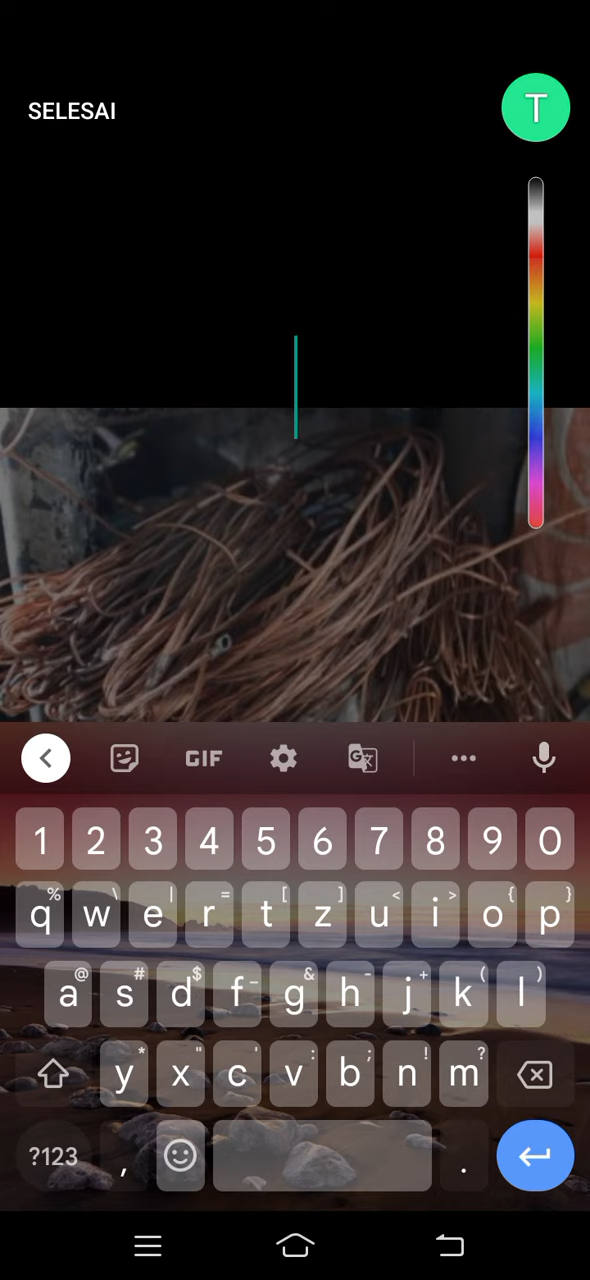 SELESAI
T
GIF
G
1 2 3 4 5 6 7 8 9 0
% \ | = [ ] < > { }
q w e r t z u i o p
@ # $ _ & - + ( )
a s d f g h j k l
* " ' : ; ! ?
y x c v b n m
?123 , .